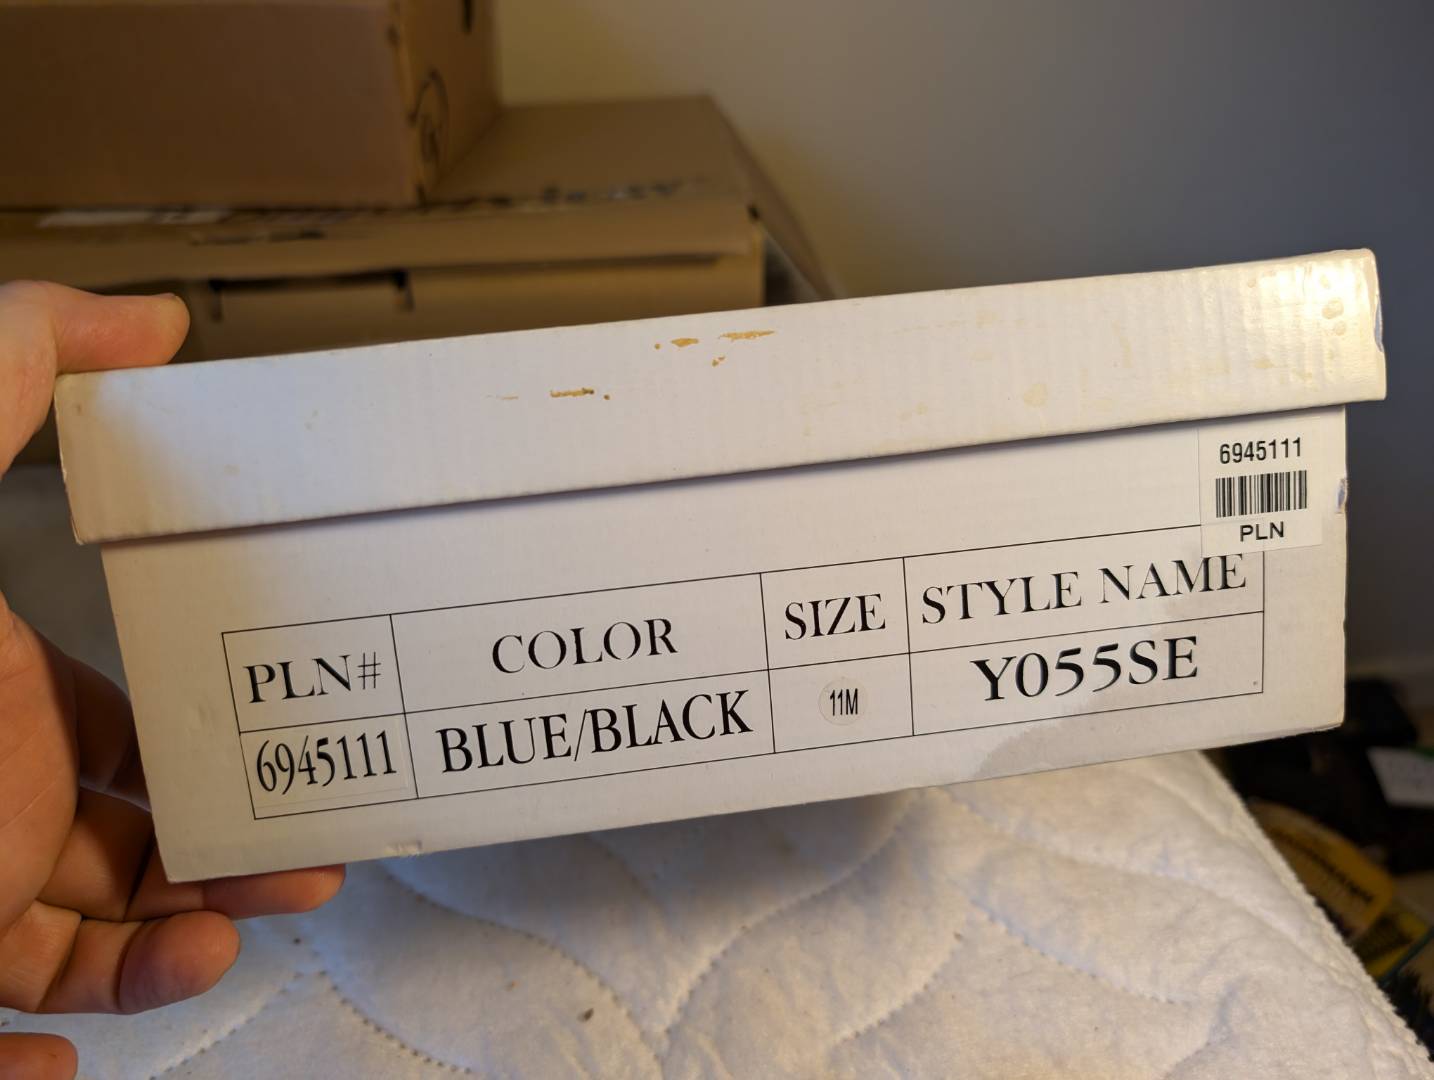 6945111
PLN
PLN# COLOR SIZE STYLE NAME
6945111 BLUE/BLACK 11M Y055SE